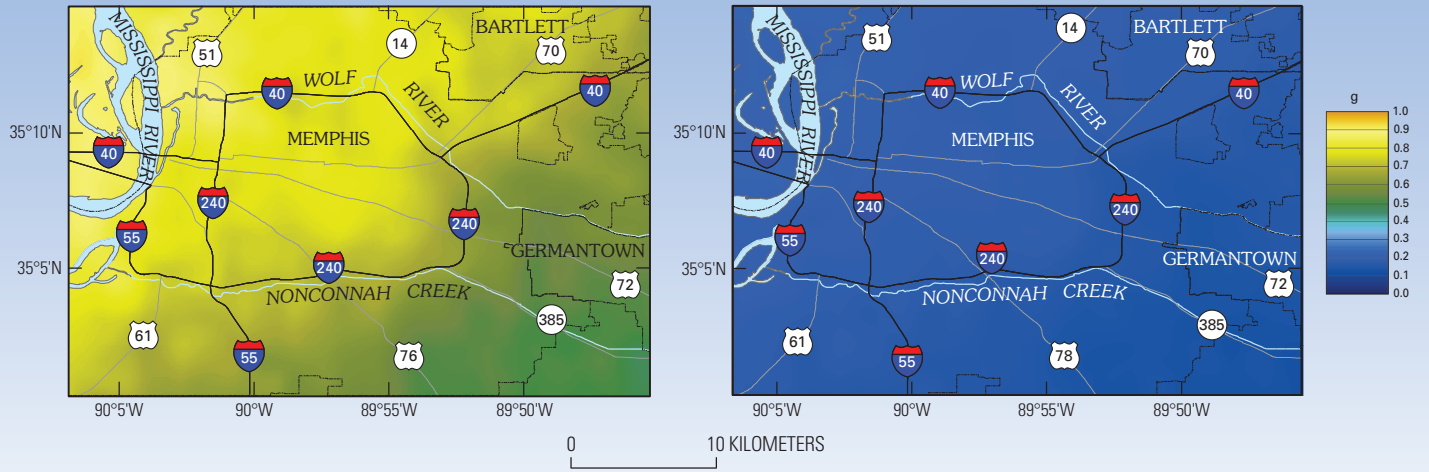 BARTLETT
MISSISSIPPI RIVER
51
14
70
WOLF
RIVER
40
40
35°10'N
MEMPHIS
40
240
240
55
GERMANTOWN
35°5'N
240
72
NONCONNAH CREEK
385
61
76
55
90°5'W
90°W
89°55'W
89°50'W
BARTLETT
MISSISSIPPI RIVER
51
14
70
WOLF
RIVER
40
40
35°10'N
MEMPHIS
40
240
240
55
GERMANTOWN
35°5'N
240
72
NONCONNAH CREEK
385
61
78
55
90°5'W
90°W
89°55'W
89°50'W
g
1.0
0.9
0.8
0.7
0.6
0.5
0.4
0.3
0.2
0.1
0.0
0 10 KILOMETERS